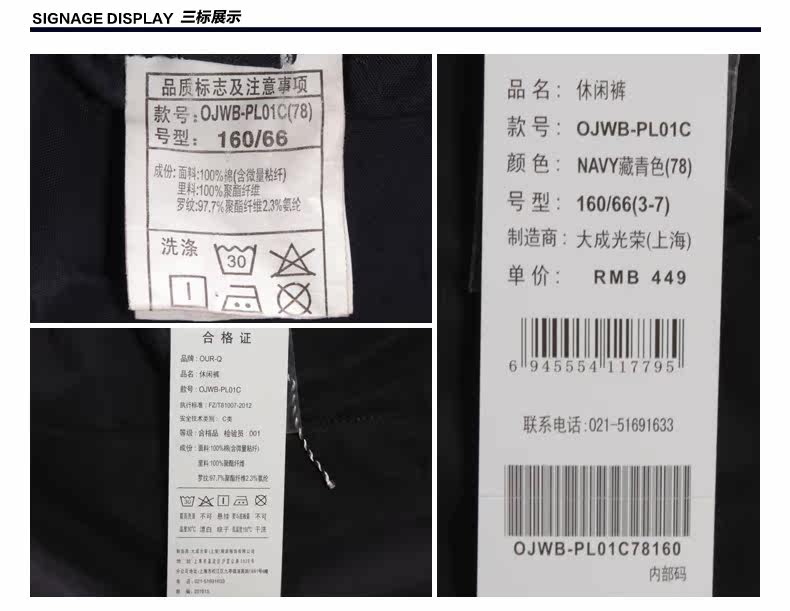 SIGNAGE DISPLAY 三标展示
品质标志及注意事项
款号:OJWB-PL01C(78)
号型: 160/66
成份: 面料:100%棉(含微量粘纤)
里料:100%聚酯纤维
罗纹:97.7%聚酯纤维2.3%氨纶
洗涤
30
合格证
品牌: OUR-Q
品名: 休闲裤
款号: OJWB-PL01C
执行标准: FZ/T81007-2012
安全技术类别: C类
等级: 合格品 检验员: 001
成份: 面料:100%棉(含微量粘纤)
里料:100%聚酯纤维
罗纹:97.7%聚酯纤维2.3%氨纶
电话: 021-51691633
品名: 休闲裤
款号: OJWB-PL01C
颜色: NAVY藏青色(78)
号型: 160/66(3-7)
制造商: 大成光荣(上海)
单价: RMB 449
6 945554 117795
联系电话:021-51691633
OJWB-PL01C78160
内部码